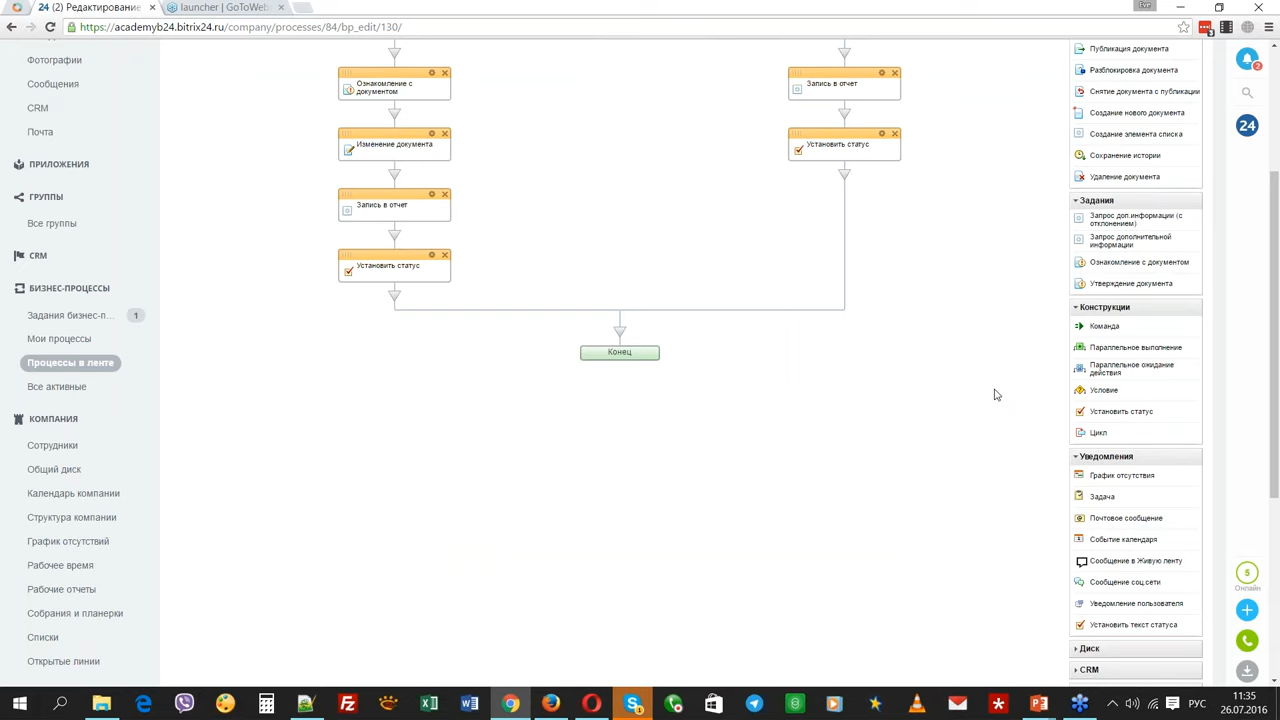 24 (2) Редактирование
launcher | GoToWeb
https://academyb24.bitrix24.ru/company/processes/84/bp_edit/130/
Фотографии
Сообщения
CRM
Почта
ПРИЛОЖЕНИЯ
ГРУППЫ
Все группы
CRM
БИЗНЕС-ПРОЦЕССЫ
Задания бизнес-п... 1
Мои процессы
Процессы в ленте
Все активные
КОМПАНИЯ
Сотрудники
Общий диск
Календарь компании
Структура компании
График отсутствий
Рабочее время
Рабочие отчеты
Собрания и планерки
Списки
Открытые линии
Ознакомление с
документом
Изменение документа
Запись в отчет
Установить статус
Запись в отчет
Установить статус
Конец
Публикация документа
Разблокировка документа
Снятие документа с публикации
Создание нового документа
Создание элемента списка
Сохранение истории
Удаление документа
Задания
Запрос доп.информации (с
отклонением)
Запрос дополнительной
информации
Ознакомление с документом
Утверждение документа
Конструкции
Команда
Параллельное выполнение
Параллельное ожидание
действия
Условие
Установить статус
Цикл
Уведомления
График отсутствия
Задача
Почтовое сообщение
Событие календаря
Сообщение в Живую ленту
Сообщение соц.сети
Уведомление пользователя
Установить текст статуса
Диск
CRM
2
24
5
Онлайн
РУС
11:35
26.07.2016